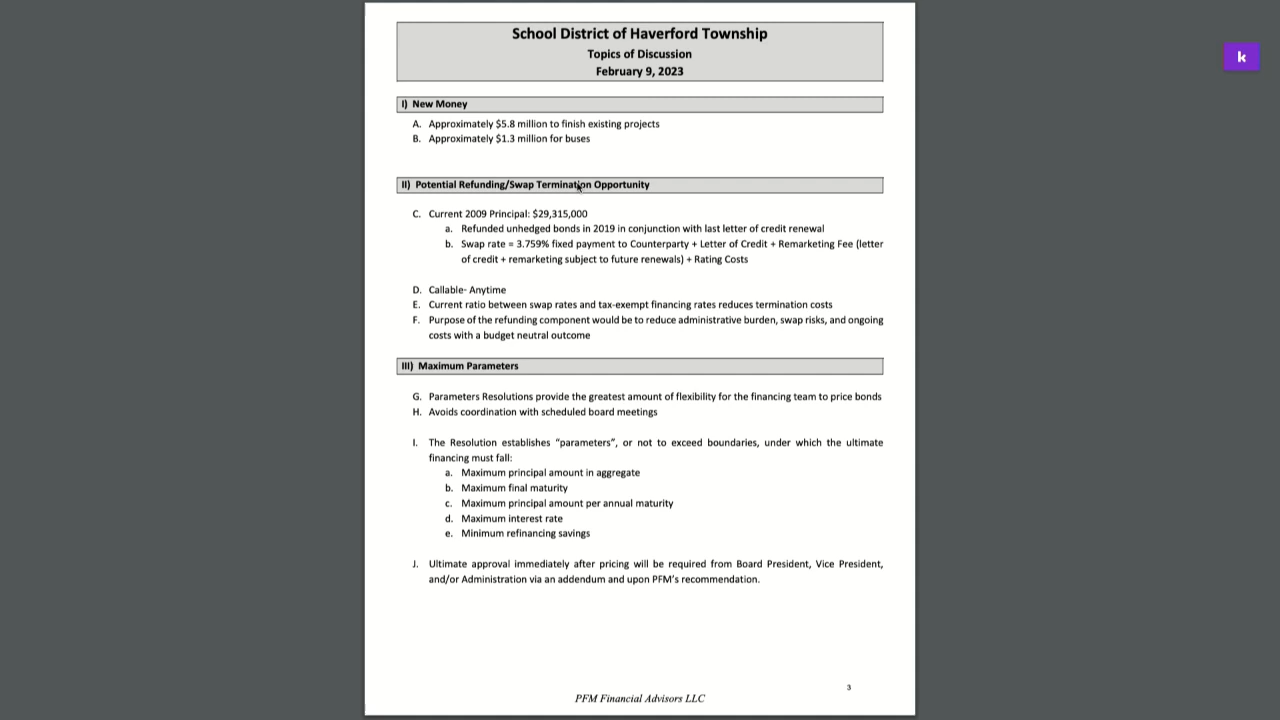 School District of Haverford Township
Topics of Discussion
February 9, 2023
k
I) New Money
A. Approximately $5.8 million to finish existing projects
B. Approximately $1.3 million for buses
II) Potential Refunding/Swap Termination Opportunity
C. Current 2009 Principal: $29,315,000
a. Refunded unhedged bonds in 2019 in conjunction with last letter of credit renewal
b. Swap rate = 3.759% fixed payment to Counterparty + Letter of Credit + Remarketing Fee (letter
of credit + remarketing subject to future renewals) + Rating Costs
D. Callable- Anytime
E. Current ratio between swap rates and tax-exempt financing rates reduces termination costs
F. Purpose of the refunding component would be to reduce administrative burden, swap risks, and ongoing
costs with a budget neutral outcome
III) Maximum Parameters
G. Parameters Resolutions provide the greatest amount of flexibility for the financing team to price bonds
H. Avoids coordination with scheduled board meetings
I. The Resolution establishes “parameters”, or not to exceed boundaries, under which the ultimate
financing must fall:
a. Maximum principal amount in aggregate
b. Maximum final maturity
c. Maximum principal amount per annual maturity
d. Maximum interest rate
e. Minimum refinancing savings
J. Ultimate approval immediately after pricing will be required from Board President, Vice President,
and/or Administration via an addendum and upon PFM’s recommendation.
3
PFM Financial Advisors LLC